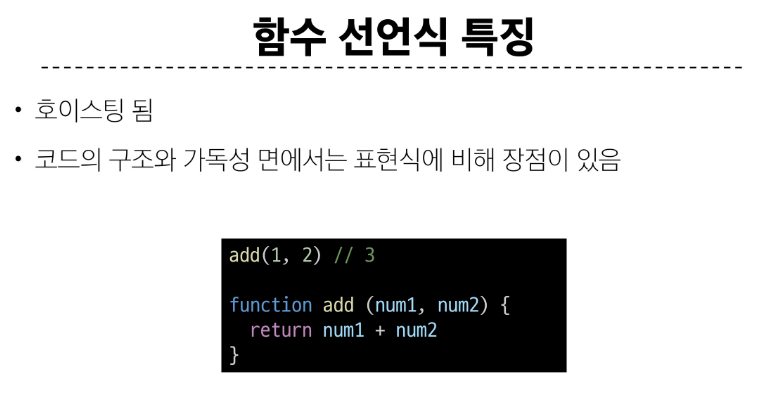 함수 선언식 특징
• 호이스팅 됨
• 코드의 구조와 가독성 면에서는 표현식에 비해 장점이 있음
add(1, 2) // 3
function add (num1, num2) {
  return num1 + num2
}